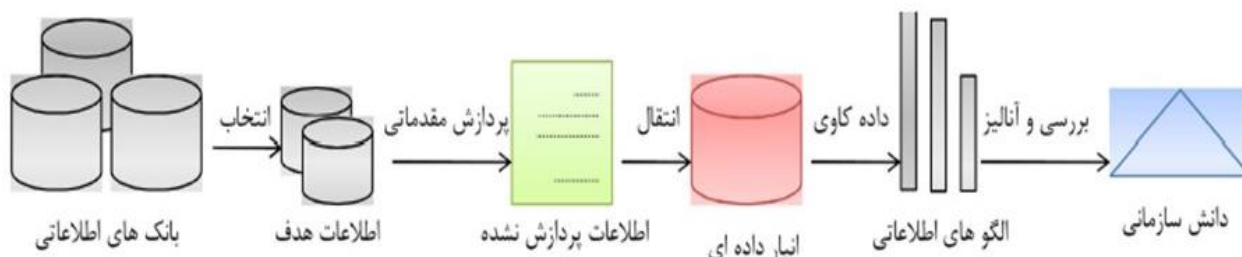 انتخاب
پردازش مقدماتی
انتقال
داده کاوی
بررسی و آنالیز
بانک های اطلاعاتی
اطلاعات هدف
اطلاعات پردازش نشده
انبار داده ای
الگو های اطلاعاتی
دانش سازمانی